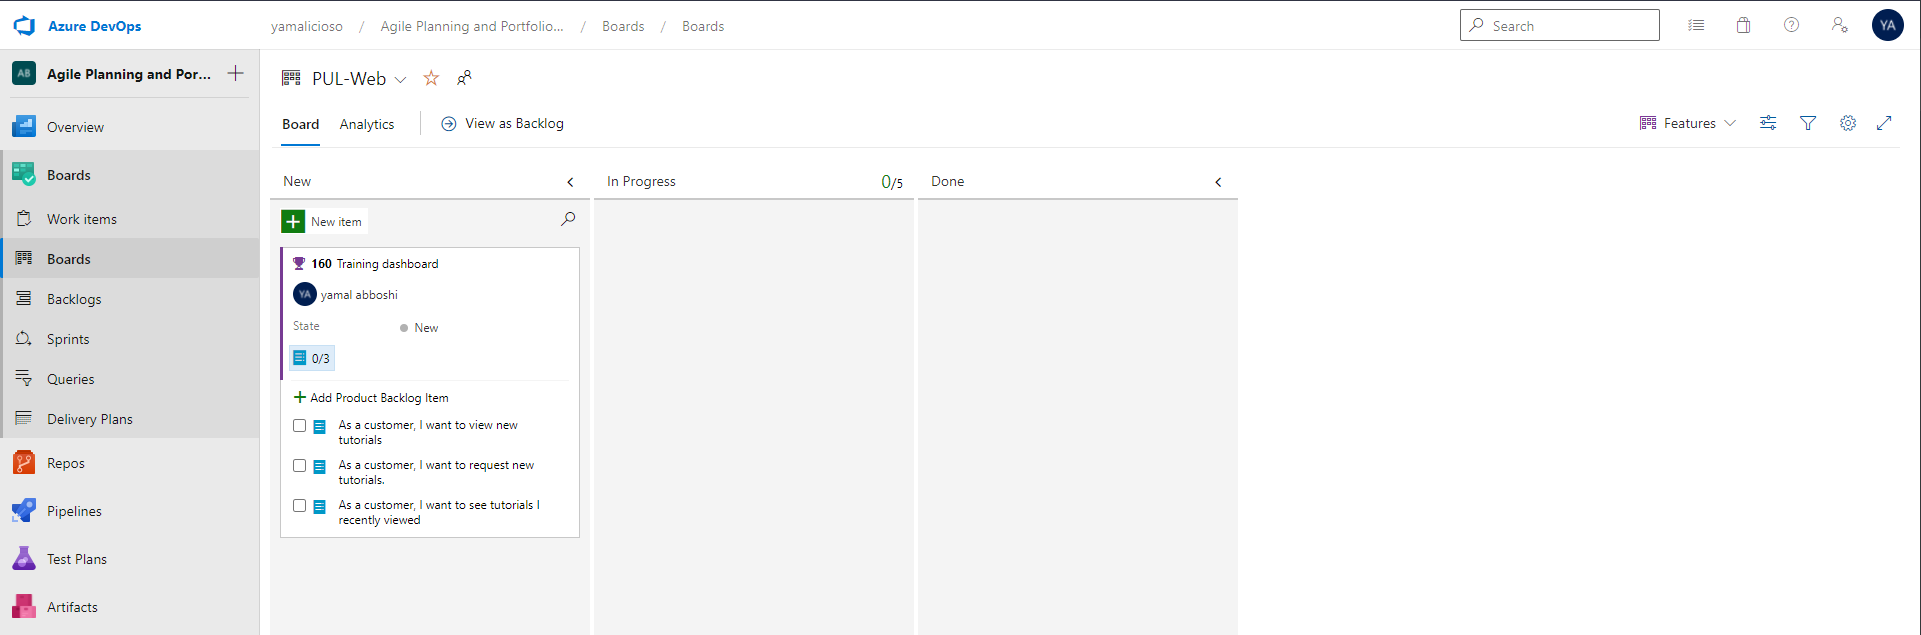 Azure DevOps
yamalicioso / Agile Planning and Portfolio... / Boards / Boards
Search
YA
AB Agile Planning and Por...
Overview
Boards
Work items
Boards
Backlogs
Sprints
Queries
Delivery Plans
Repos
Pipelines
Test Plans
Artifacts
PUL-Web
Board Analytics View as Backlog
Features
New
In Progress 0/5
Done
New item
160 Training dashboard
YA yamal abboshi
State New
0/3
Add Product Backlog Item
As a customer, I want to view new
tutorials
As a customer, I want to request new
tutorials.
As a customer, I want to see tutorials I
recently viewed